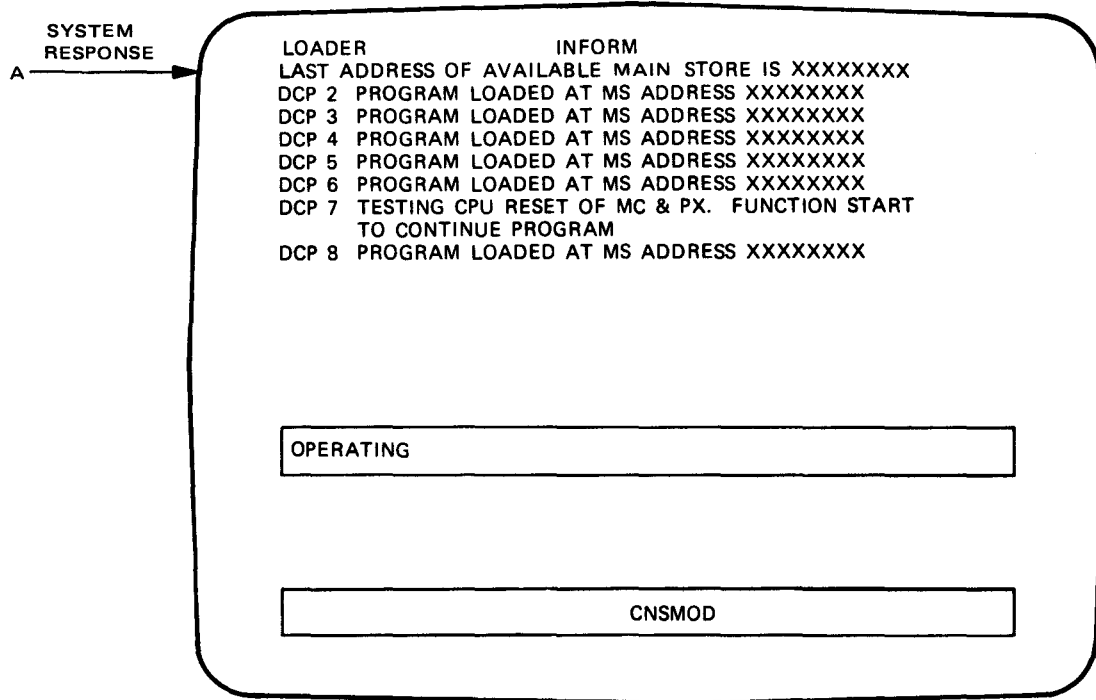 SYSTEM
RESPONSE
A
LOADER INFORM
LAST ADDRESS OF AVAILABLE MAIN STORE IS XXXXXXXX
DCP 2 PROGRAM LOADED AT MS ADDRESS XXXXXXXX
DCP 3 PROGRAM LOADED AT MS ADDRESS XXXXXXXX
DCP 4 PROGRAM LOADED AT MS ADDRESS XXXXXXXX
DCP 5 PROGRAM LOADED AT MS ADDRESS XXXXXXXX
DCP 6 PROGRAM LOADED AT MS ADDRESS XXXXXXXX
DCP 7 TESTING CPU RESET OF MC & PX. FUNCTION START
TO CONTINUE PROGRAM
DCP 8 PROGRAM LOADED AT MS ADDRESS XXXXXXXX
OPERATING
CNSMOD